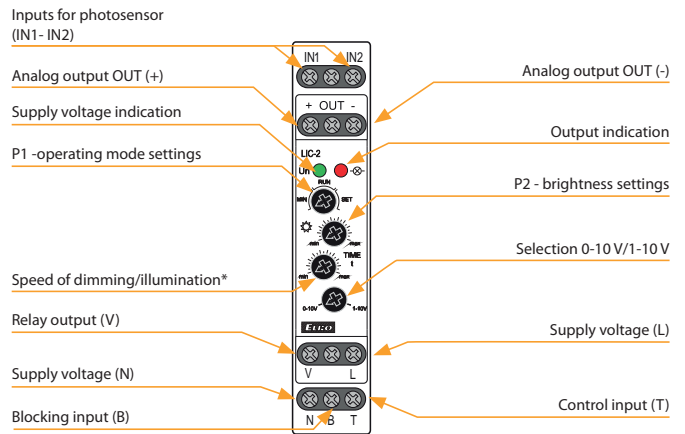 Inputs for photosensor
(IN1- IN2)
Analog output OUT (+)
Supply voltage indication
P1 -operating mode settings
Speed of dimming/illumination*
Relay output (V)
Supply voltage (N)
Blocking input (B)
IN1 IN2
+ OUT -
LIC-2
Un
RUN
MIN SET
min max
TIME
t
min max
0-10V 1-10V
ELKO
V L
N B T
Analog output OUT (-)
Output indication
P2 - brightness settings
Selection 0-10 V/1-10 V
Supply voltage (L)
Control input (T)